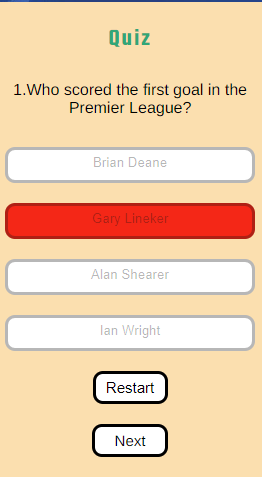 Quiz
1.Who scored the first goal in the
Premier League?
Brian Deane
Gary Lineker
Alan Shearer
Ian Wright
Restart
Next